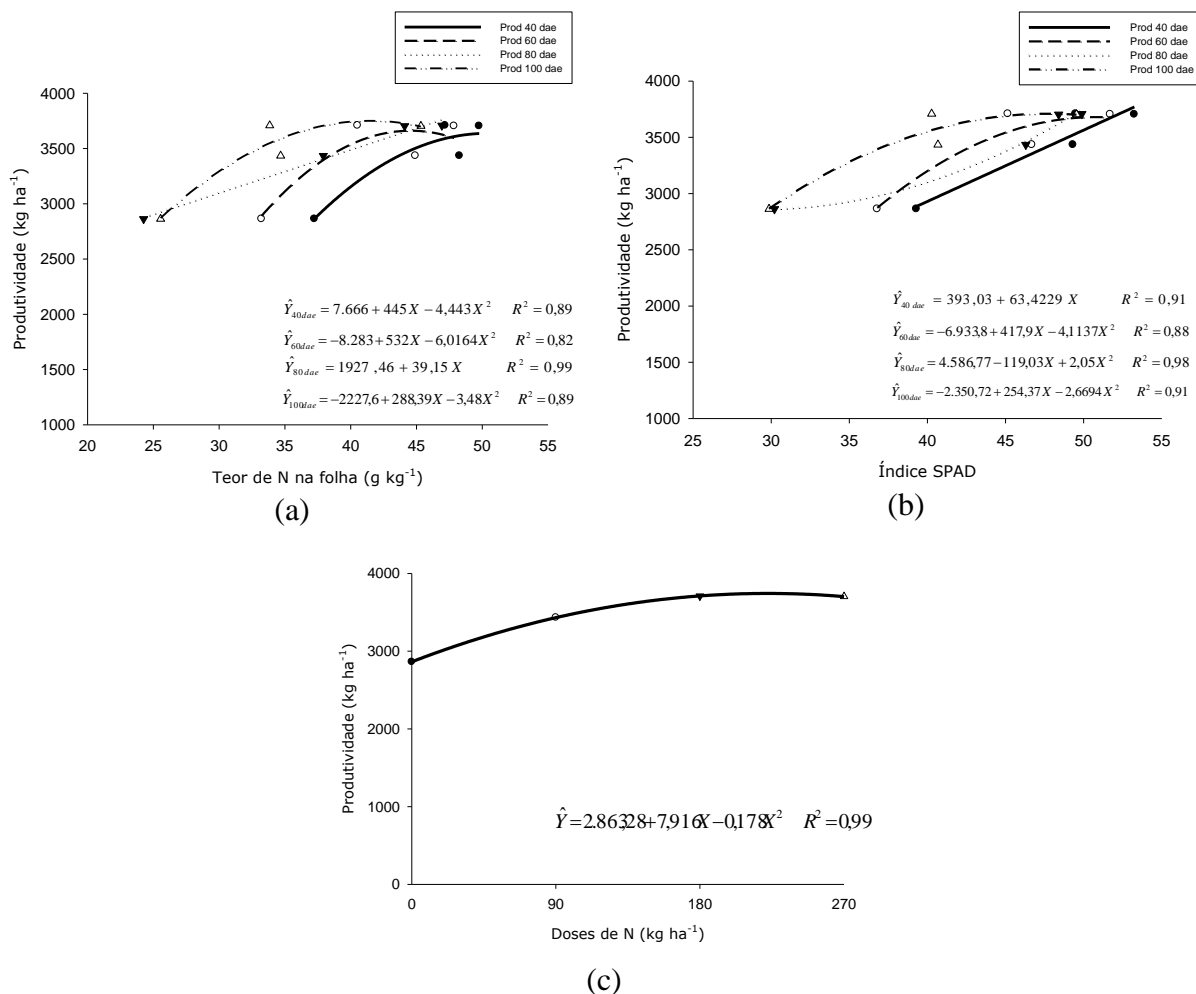 Prod 40 dae
Prod 60 dae
Prod 80 dae
Prod 100 dae
4000
3500
3000
2500
2000
1500
1000
Produtividade (kg ha⁻¹)
Ŷ40dae = 7.666 + 445X − 4,443X² R² = 0,89
Ŷ60dae = −8.283 + 532X − 6,0164X² R² = 0,82
Ŷ80dae = 1927 ,46 + 39,15 X R² = 0,99
Ŷ100dae = −2227,6 + 288,39X − 3,48X² R² = 0,89
20 25 30 35 40 45 50 55
Teor de N na folha (g kg⁻¹)
(a)
Prod 40 dae
Prod 60 dae
Prod 80 dae
Prod 100 dae
4000
3500
3000
2500
2000
1500
1000
Produtividade (kg ha⁻¹)
Ŷ40 dae = 393 ,03 + 63,4229 X R² = 0,91
Ŷ60dae = −6.933,8 + 417,9X − 4,1137X² R² = 0,88
Ŷ80dae = 4.586,77 − 119,03X + 2,05X² R² = 0,98
Ŷ100dae = −2.350,72 + 254,37X − 2,6694X² R² = 0,91
25 30 35 40 45 50 55
Índice SPAD
(b)
4000
3000
2000
1000
0
Produtividade (kg ha⁻¹)
Ŷ = 2.863,28 + 7,916X − 0,178X² R² = 0,99
0 90 180 270
Doses de N (kg ha⁻¹)
(c)